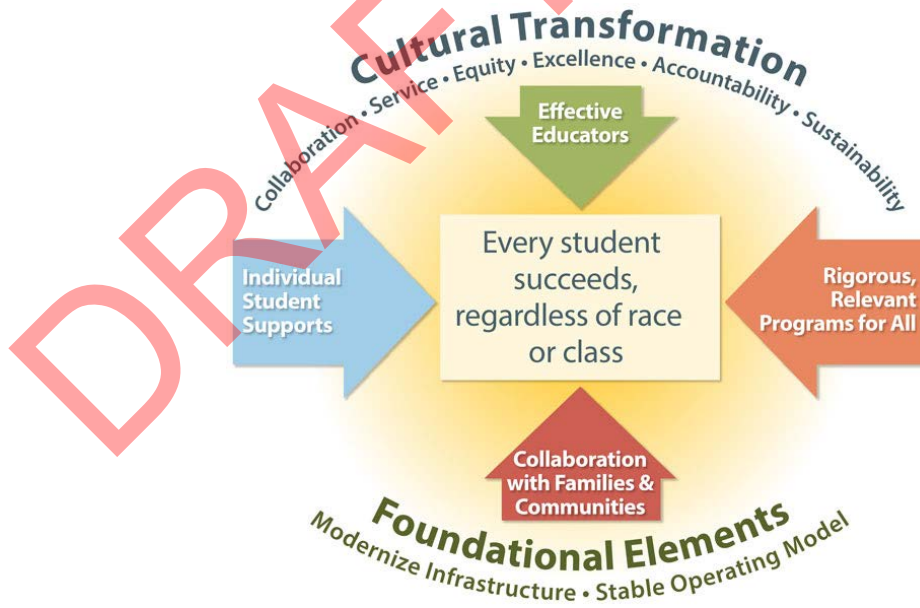 Cultural Transformation
Collaboration • Service • Equity • Excellence • Accountability • Sustainability
Effective
Educators
Individual
Student
Supports
Every student
succeeds,
regardless of race
or class
Rigorous,
Relevant
Programs for All
Collaboration
with Families &
Communities
Foundational Elements
Modernize Infrastructure • Stable Operating Model
DRAFT